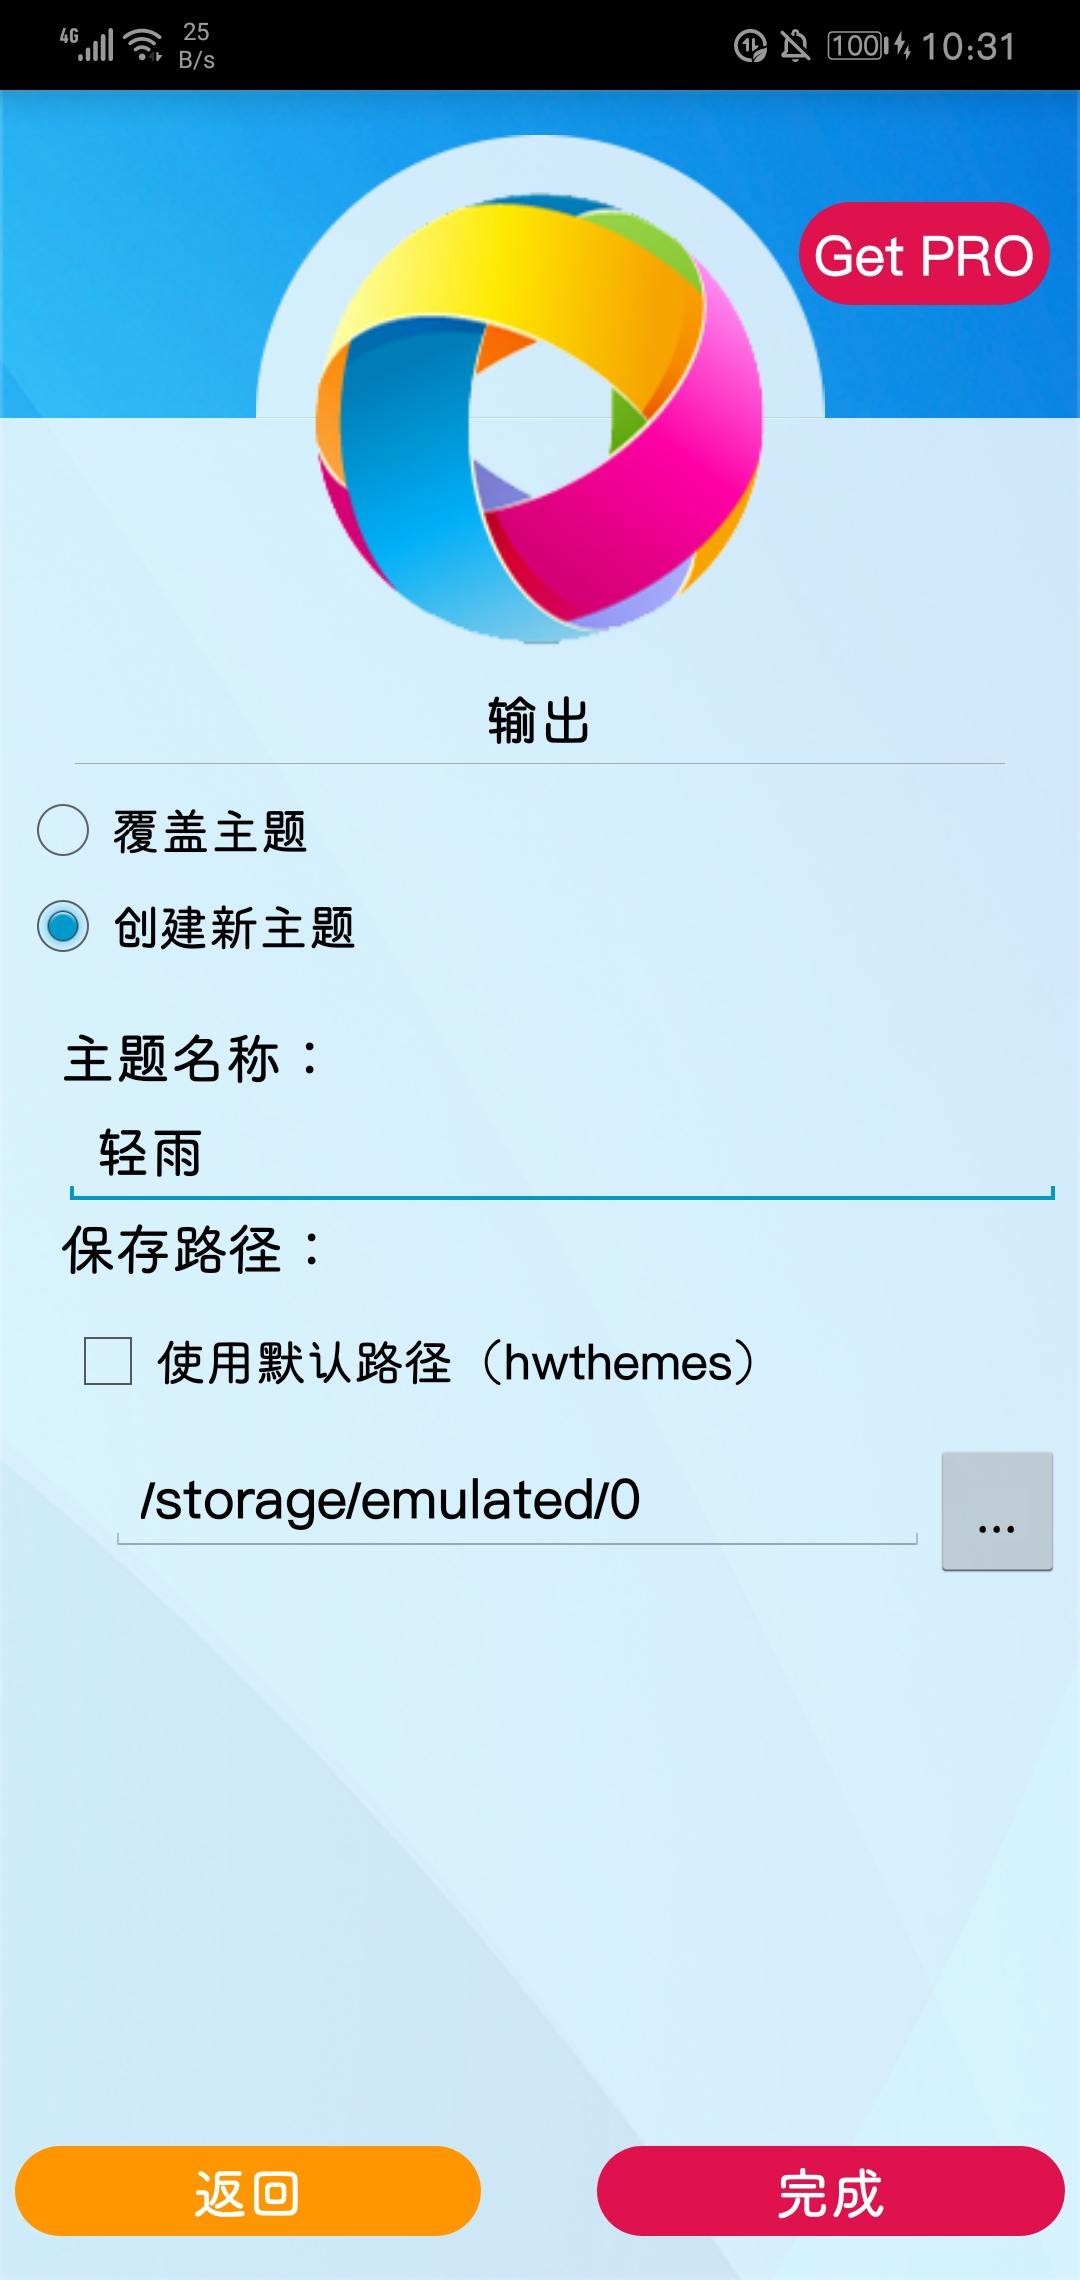 4G 25 B/s 100 10:31
Get PRO
输出
覆盖主题
创建新主题
主题名称：
轻雨
保存路径：
使用默认路径（hwthemes）
/storage/emulated/0
...
返回 完成